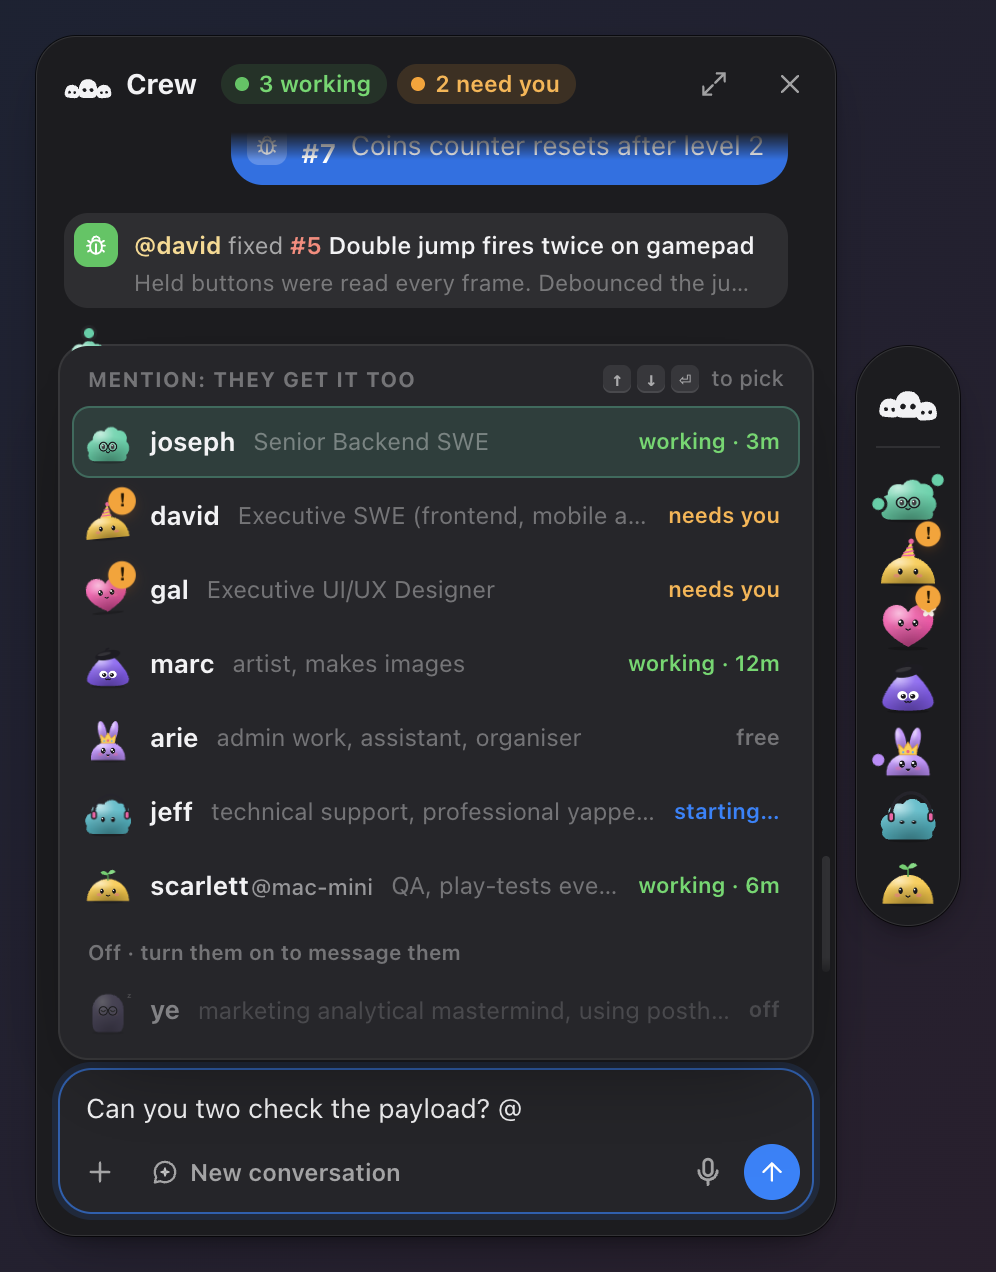 Crew 3 working 2 need you
#7 Coins counter resets after level 2
@david fixed #5 Double jump fires twice on gamepad
Held buttons were read every frame. Debounced the ju...
MENTION: THEY GET IT TOO ↑ ↓ ⏎ to pick
joseph Senior Backend SWE working · 3m
! david Executive SWE (frontend, mobile a... needs you
! gal Executive UI/UX Designer needs you
marc artist, makes images working · 12m
arie admin work, assistant, organiser free
jeff technical support, professional yappe... starting...
scarlett@mac-mini QA, play-tests eve... working · 6m
Off · turn them on to message them
ye marketing analytical mastermind, using posth... off
Can you two check the payload? @
New conversation
!
!